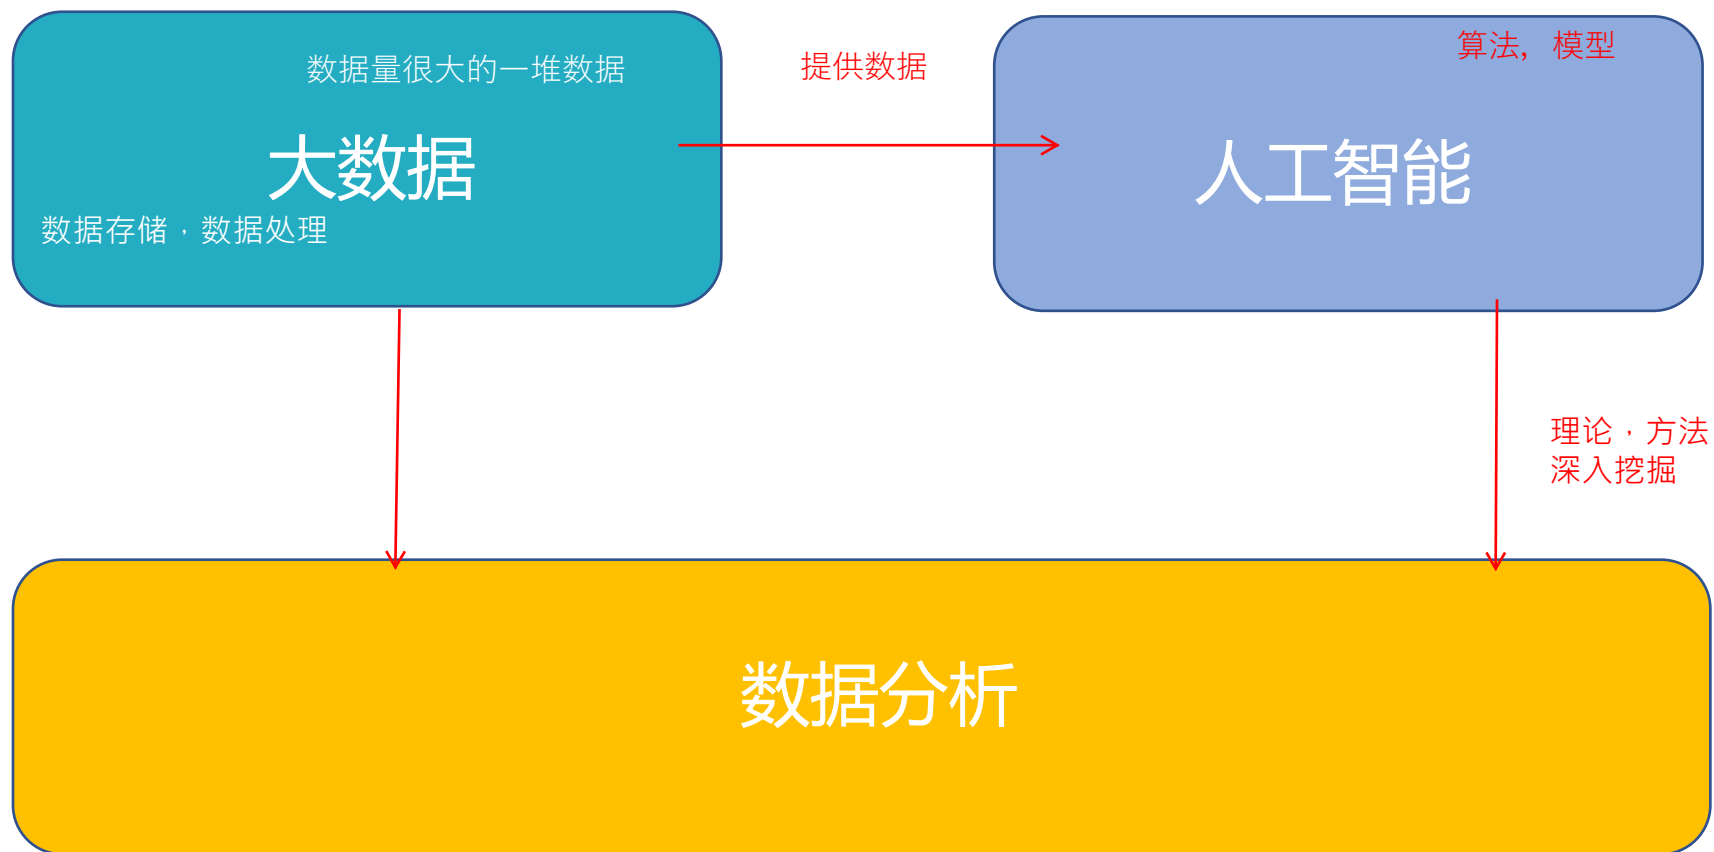 数据量很大的一堆数据
大数据
数据存储，数据处理
提供数据
算法，模型
人工智能
理论，方法
深入挖掘
数据分析